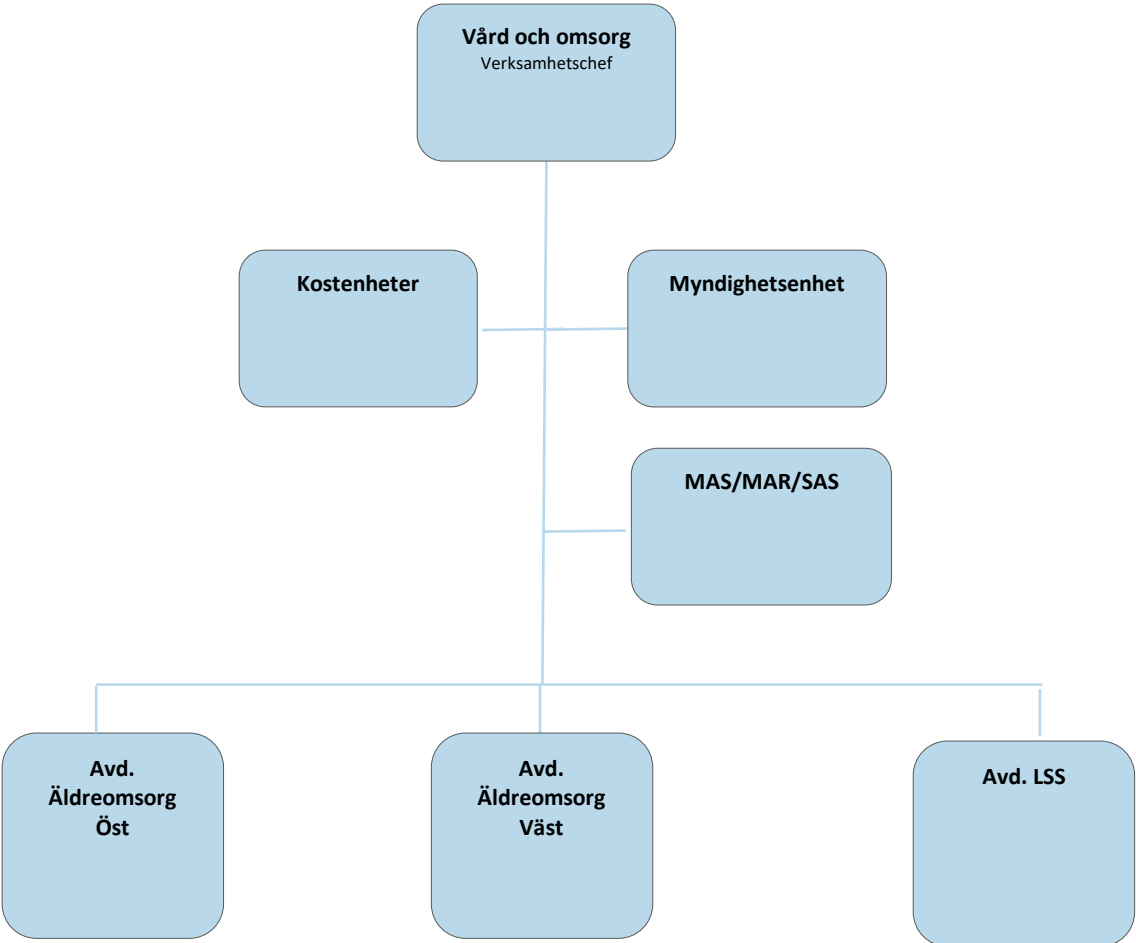 Vård och omsorg
Verksamhetschef
Kostenheter
Myndighetsenhet
MAS/MAR/SAS
Avd.
Äldreomsorg
Öst
Avd.
Äldreomsorg
Väst
Avd. LSS